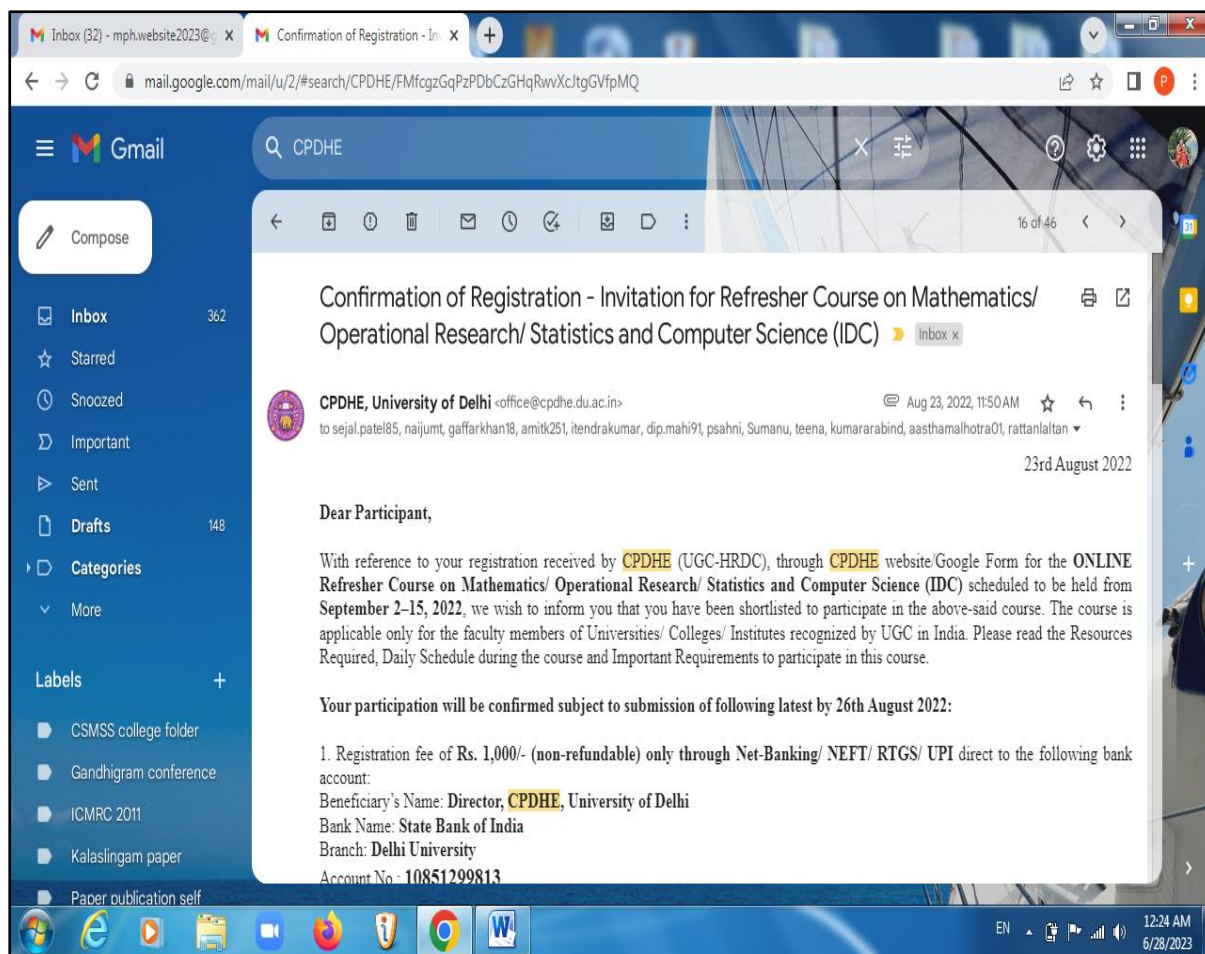 Inbox (32) - mph.website2023@g
Confirmation of Registration - In
mail.google.com/mail/u/2/#search/CPDHE/FMfcgzGqPzPDbCzGHqRwvXcJtgGVfpMQ
P
Gmail
CPDHE
Compose
16 of 46
31
Inbox 362
Starred
Snoozed
Important
Sent
Drafts 148
Categories
More
Labels
CSMSS college folder
Gandhigram conference
ICMRC 2011
Kalaslingam paper
Paper publication self
Confirmation of Registration - Invitation for Refresher Course on Mathematics/
Operational Research/ Statistics and Computer Science (IDC) Inbox x
CPDHE, University of Delhi <office@cpdhe.du.ac.in> Aug 23, 2022, 11:50 AM
to sejal.patel85, naijumt, gaffarkhan18, amitk251, itendrakumar, dip.mahi91, psahni, Sumanu, teena, kumararabind, aasthamalhotra01, rattanlaltan
23rd August 2022
Dear Participant,
With reference to your registration received by CPDHE (UGC-HRDC), through CPDHE website/Google Form for the ONLINE
Refresher Course on Mathematics/ Operational Research/ Statistics and Computer Science (IDC) scheduled to be held from
September 2–15, 2022, we wish to inform you that you have been shortlisted to participate in the above-said course. The course is
applicable only for the faculty members of Universities/ Colleges/ Institutes recognized by UGC in India. Please read the Resources
Required, Daily Schedule during the course and Important Requirements to participate in this course.
Your participation will be confirmed subject to submission of following latest by 26th August 2022:
1. Registration fee of Rs. 1,000/- (non-refundable) only through Net-Banking/ NEFT/ RTGS/ UPI direct to the following bank
account:
Beneficiary's Name: Director, CPDHE, University of Delhi
Bank Name: State Bank of India
Branch: Delhi University
Account No.: 10851299813
EN
12:24 AM
6/28/2023